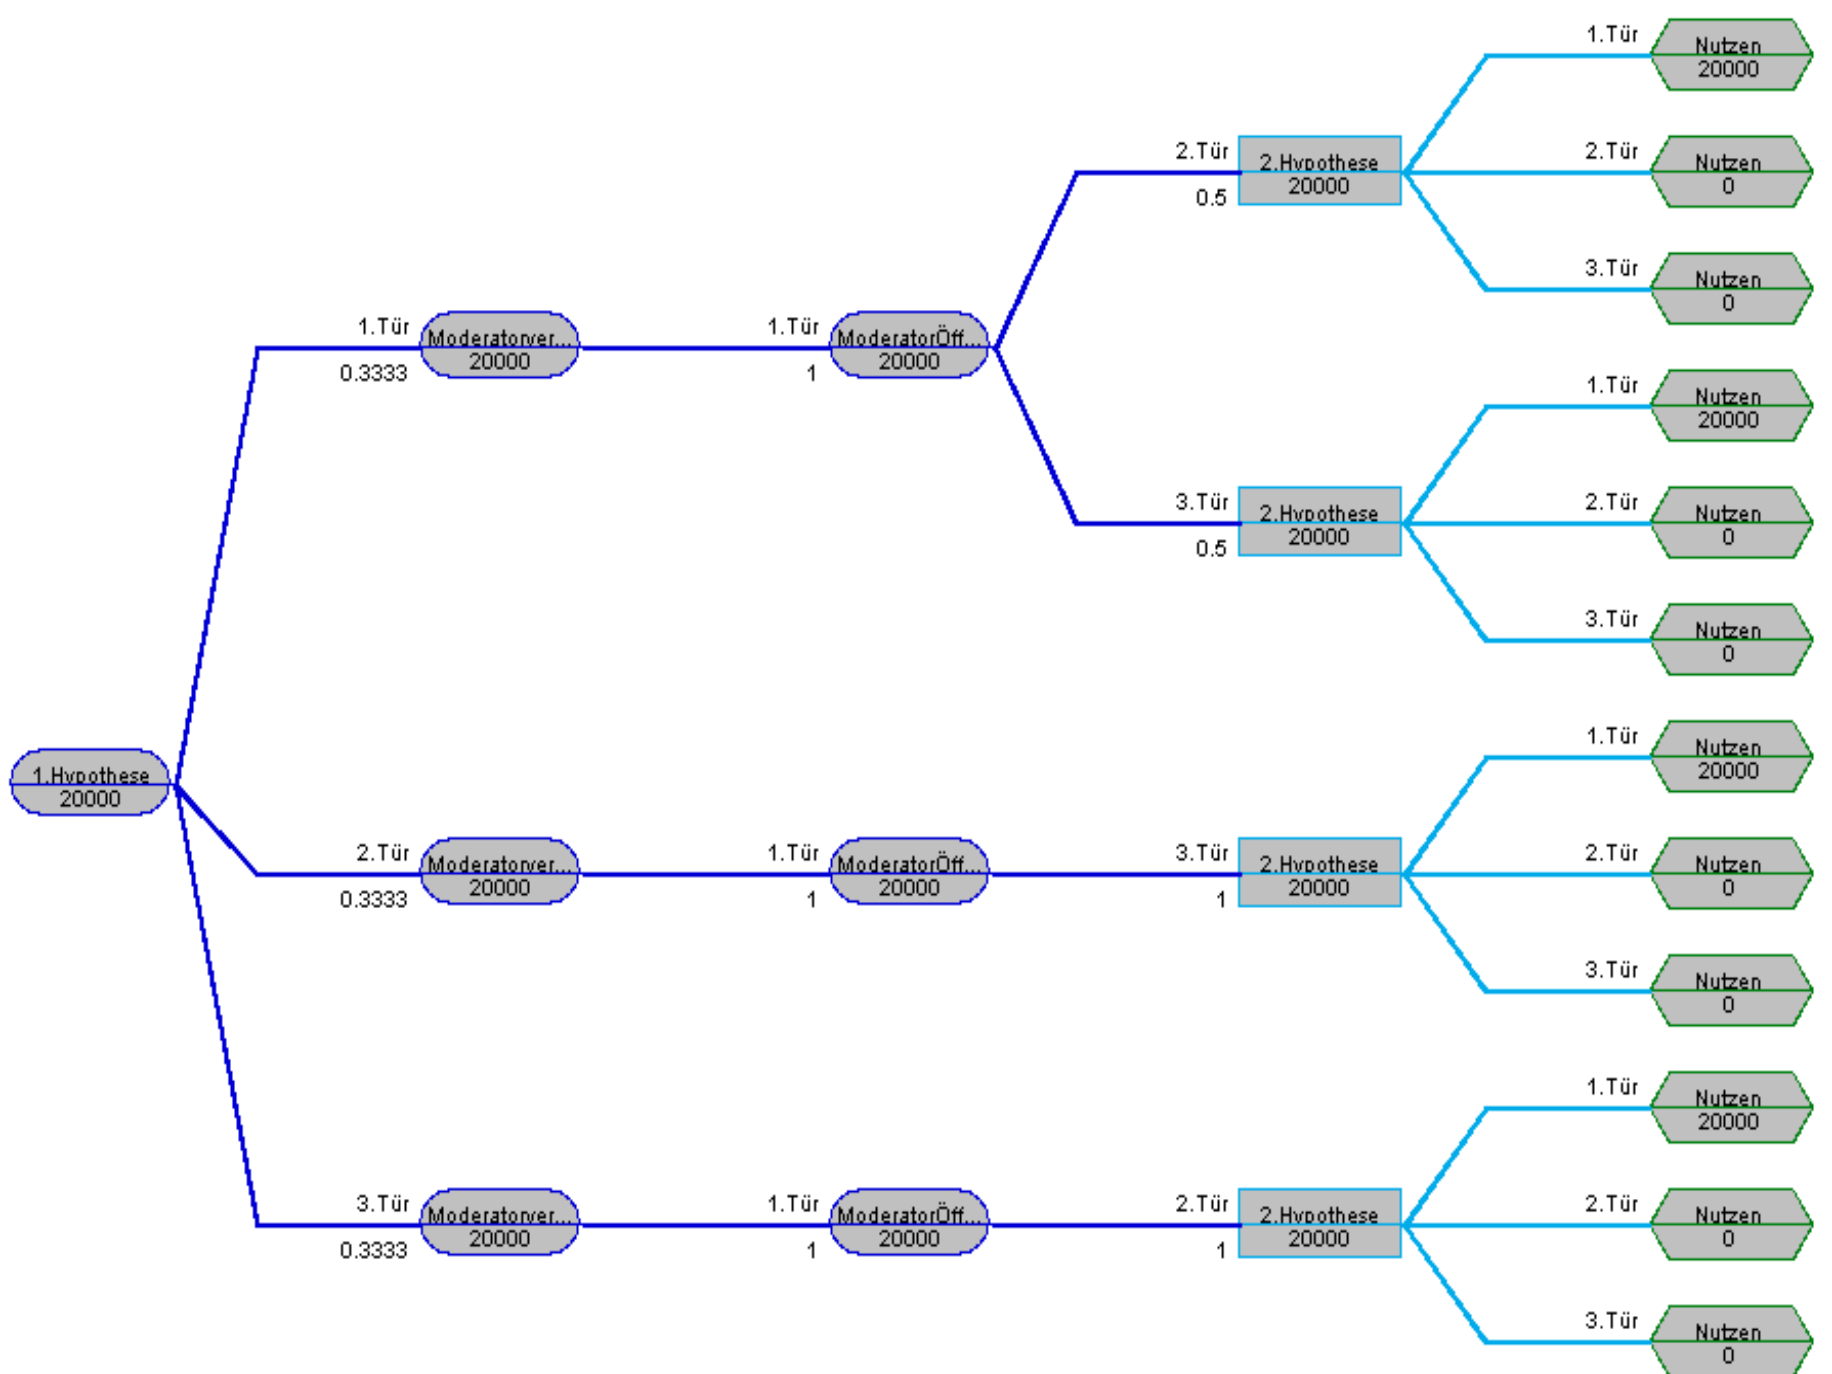 1.Tür
Nutzen
20000
2.Tür
2.Tür
2.Hypothese
Nutzen
20000
0
0.5
3.Tür
Nutzen
0
1.Tür
1.Tür
Moderatorver...
ModeratorÖff...
20000
20000
0.3333
1
1.Tür
Nutzen
20000
3.Tür
2.Tür
2.Hypothese
Nutzen
20000
0
0.5
3.Tür
Nutzen
0
1.Hypothese
20000
1.Tür
Nutzen
20000
2.Tür
1.Tür
3.Tür
2.Tür
Moderatorver...
ModeratorÖff...
2.Hypothese
Nutzen
20000
20000
20000
0
0.3333
1
1
3.Tür
Nutzen
0
1.Tür
Nutzen
20000
3.Tür
1.Tür
2.Tür
2.Tür
Moderatorver...
ModeratorÖff...
2.Hypothese
Nutzen
20000
20000
20000
0
0.3333
1
1
3.Tür
Nutzen
0